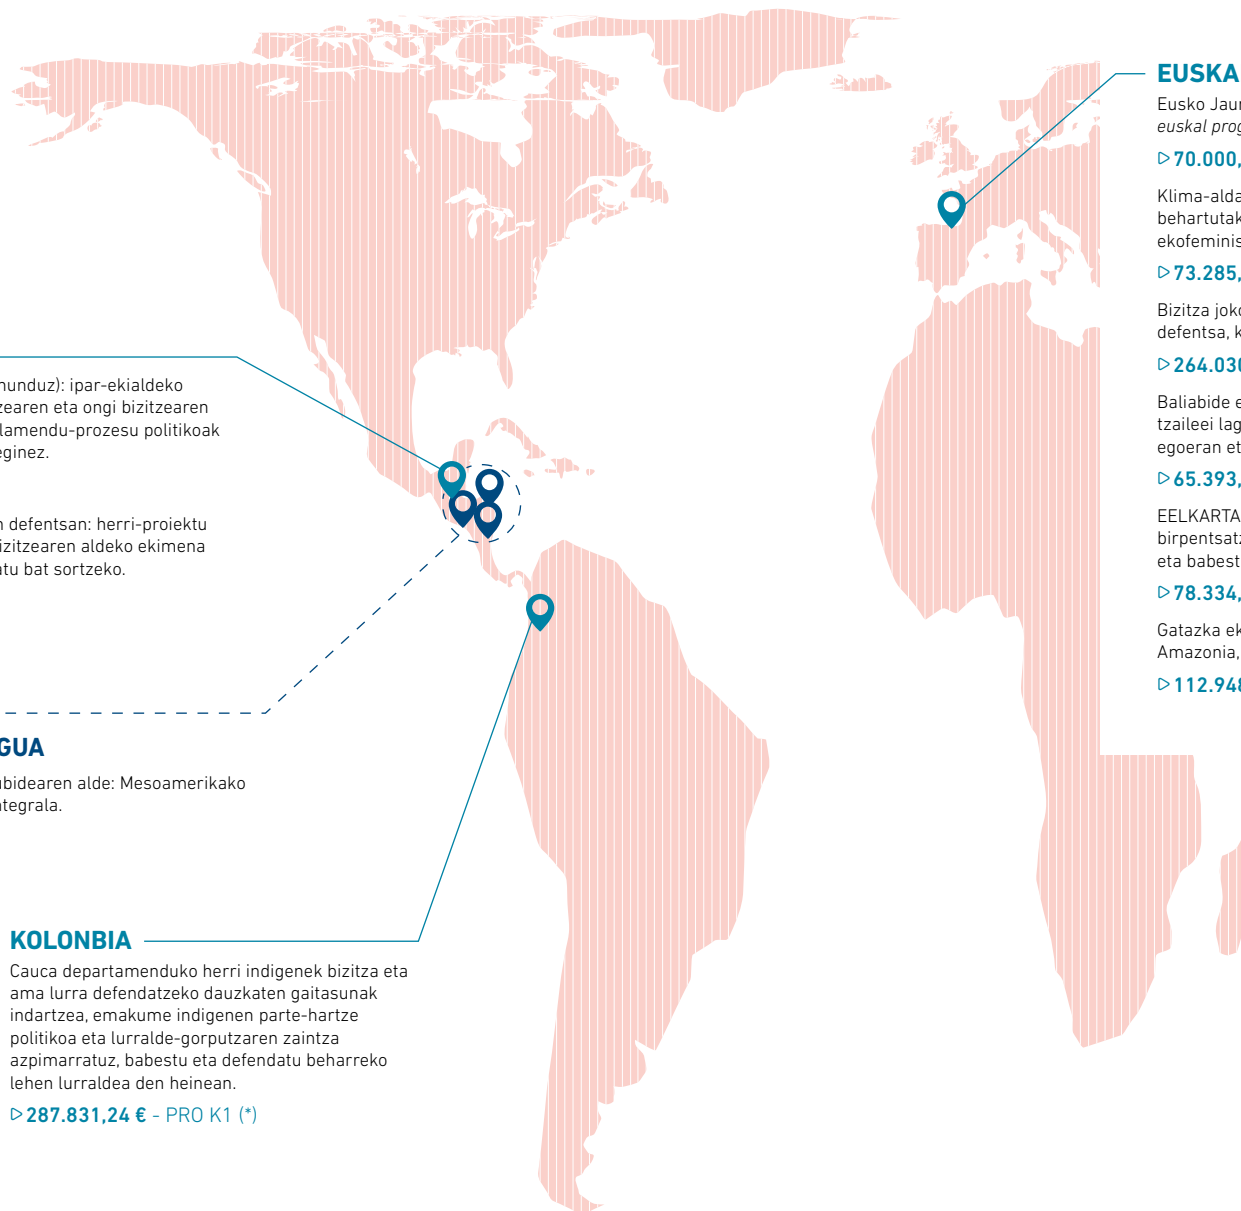 munduz): ipar-ekialdeko
tzearen eta ongi bizitzearen
lamendu-prozesu politikoak
eginez.
n defentsan: herri-proiektu
bizitzearen aldeko ekimena
atu bat sortzeko.
GUA
ubidearen alde: Mesoamerikako
ntegrala.
KOLONBIA
Cauca departamenduko herri indigenek bizitza eta
ama lurra defendatzeko dauzkaten gaitasunak
indartzea, emakume indigenen parte-hartze
politikoa eta lurralde-gorputzaren zaintza
azpimarratuz, babestu eta defendatu beharreko
lehen lurraldea den heinean.
▷ 287.831,24 € - PRO K1 (*)
EUSKA
Eusko Jaur
euskal prog
▷ 70.000,
Klima-alda
behartutak
ekofeminis
▷ 73.285,
Bizitza joko
defentsa, k
▷ 264.030
Baliabide e
tzaileei lag
egoeran et
▷ 65.393,
EELKARTA
birpentsatz
eta babest
▷ 78.334,
Gatazka ek
Amazonia,
▷ 112.948